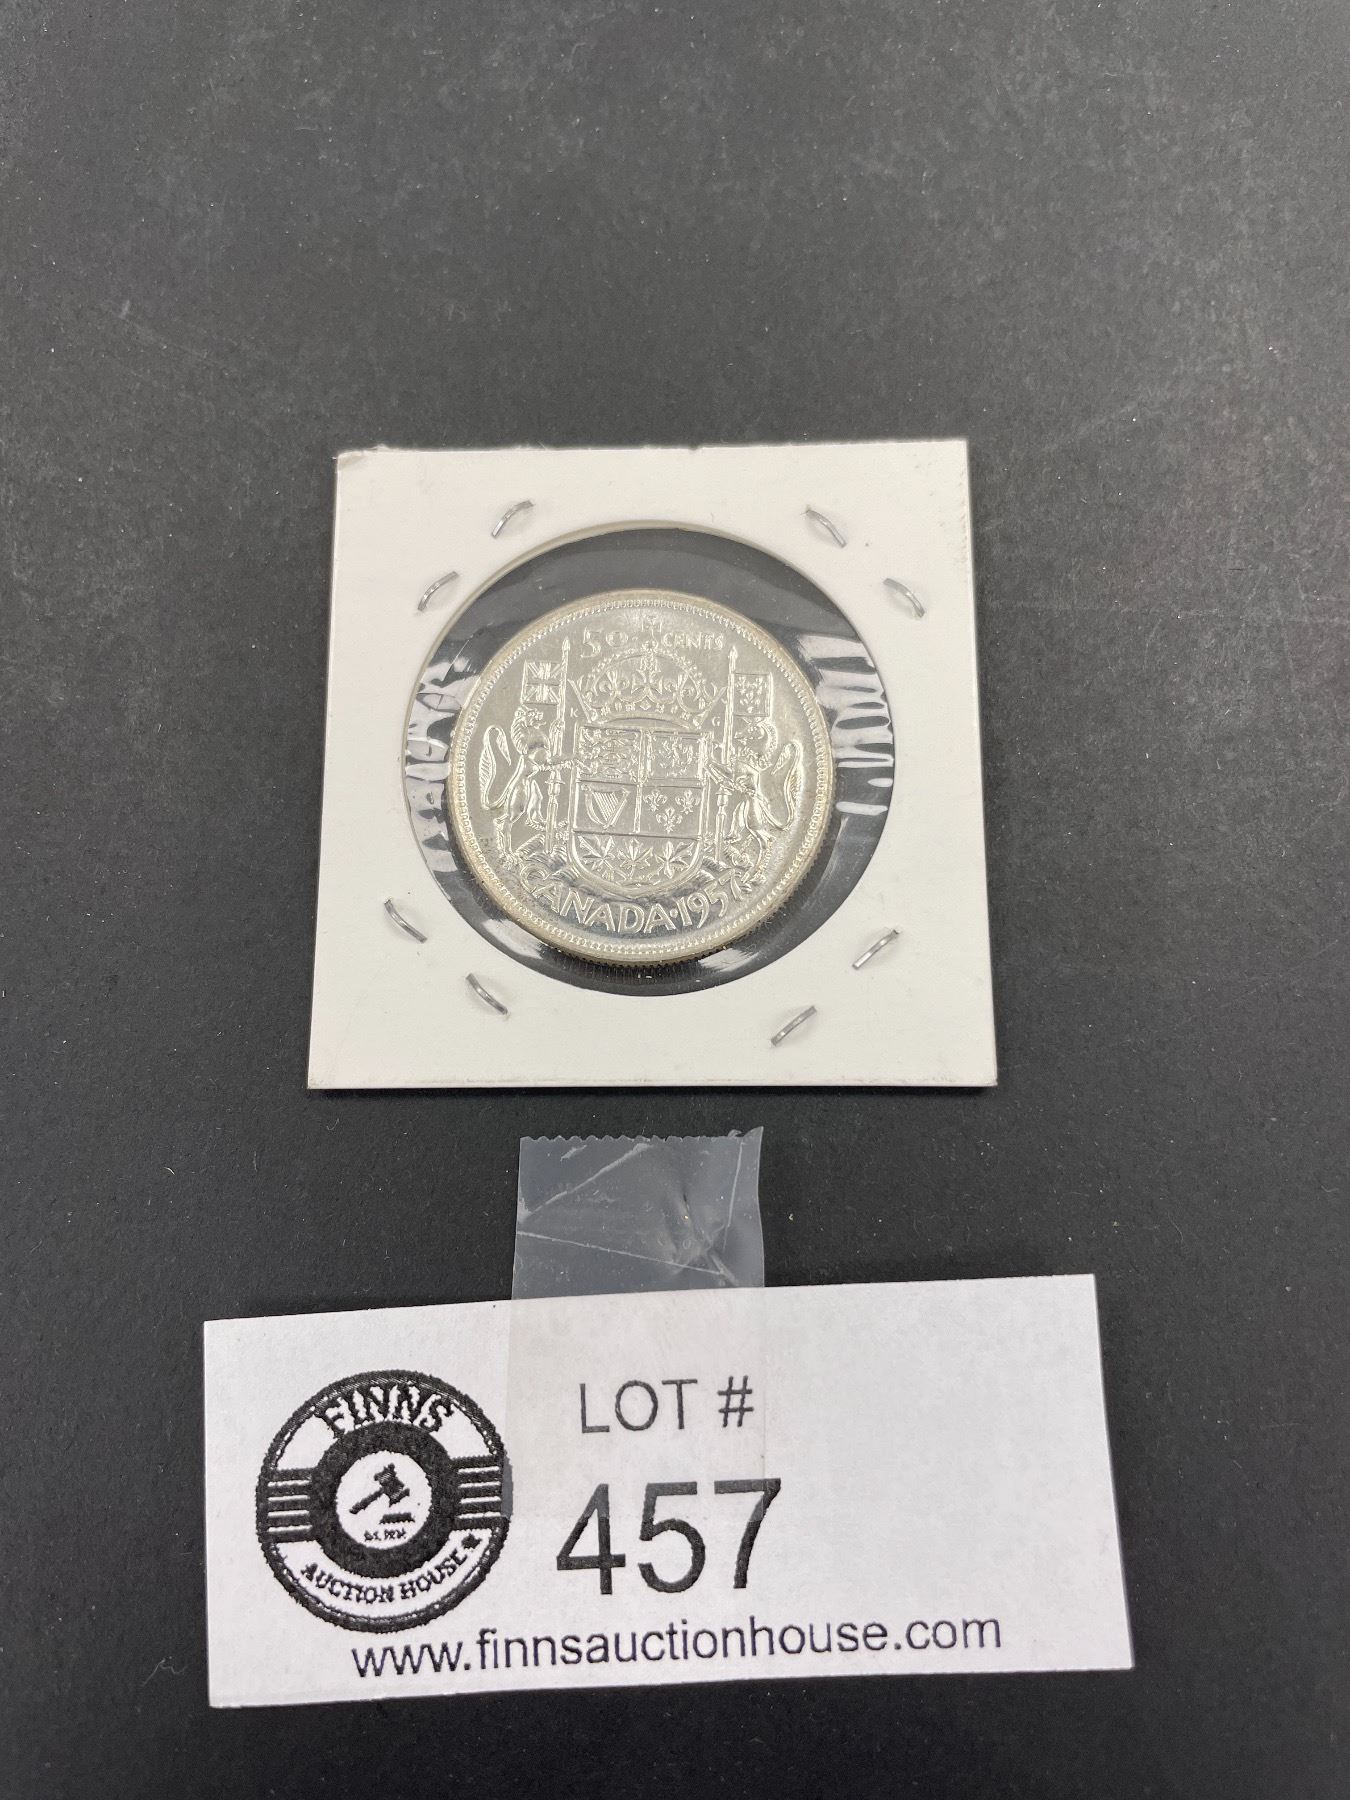 50 CENTS
K G
CANADA·1957
FINNS
LOT #
457
AUCTION HOUSE
www.finnsauctionhouse.com